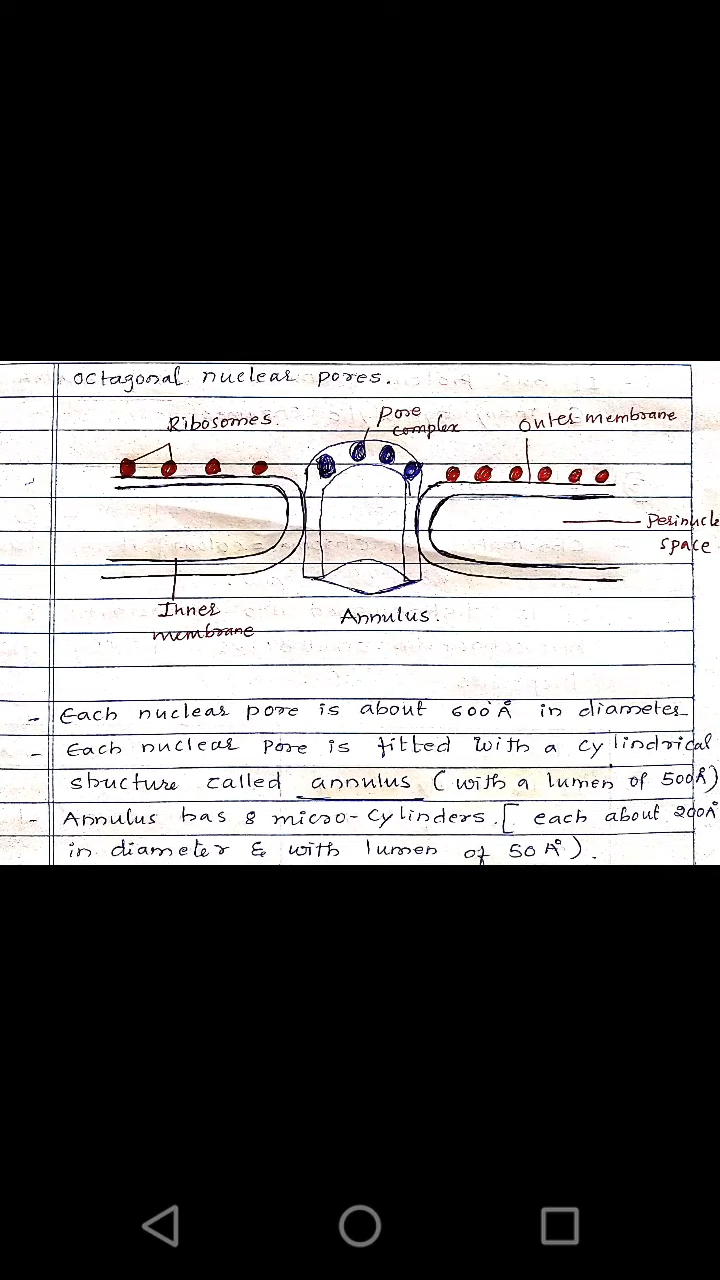 octagonal nuclear pores.
Ribosomes.
Pore
complex
Outer membrane
Perinucle
space
Inner
membrane
Annulus.
- Each nuclear pore is about 600 Å in diameter
- Each nuclear pore is fitted with a cylindrical
structure called annulus (with a lumen of 500Å)
- Annulus has 8 micro-cylinders. [each about 200Å
in diameter & with lumen of 50 Å).